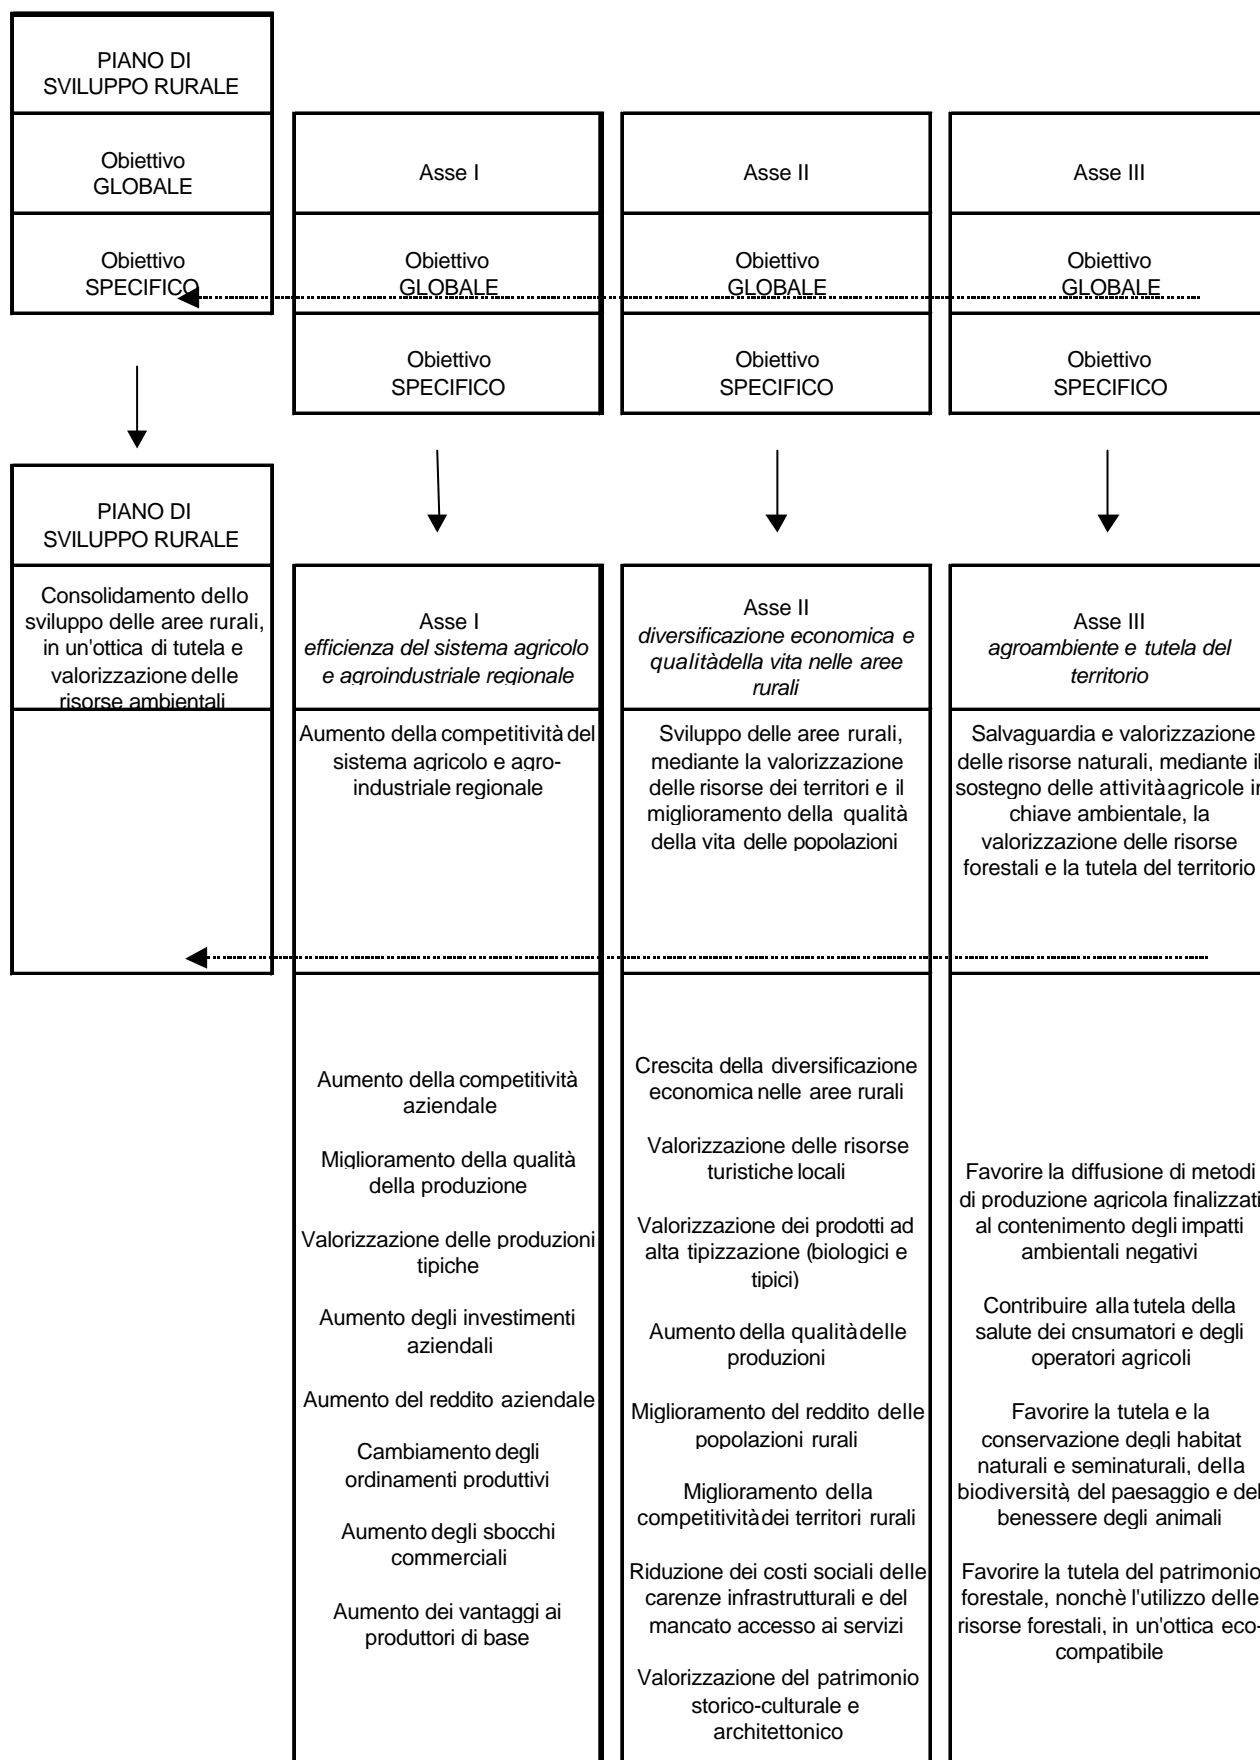 PIANO DI
SVILUPPO RURALE
Obiettivo
GLOBALE
Obiettivo
SPECIFICO
Asse I
Obiettivo
GLOBALE
Obiettivo
SPECIFICO
Asse II
Obiettivo
GLOBALE
Obiettivo
SPECIFICO
Asse III
Obiettivo
GLOBALE
Obiettivo
SPECIFICO
PIANO DI
SVILUPPO RURALE
Consolidamento dello
sviluppo delle aree rurali,
in un'ottica di tutela e
valorizzazione delle
risorse ambientali
Asse I
efficienza del sistema agricolo
e agroindustriale regionale
Aumento della competitività del
sistema agricolo e agro-
industriale regionale
Aumento della competitività
aziendale
Miglioramento della qualità
della produzione
Valorizzazione delle produzioni
tipiche
Aumento degli investimenti
aziendali
Aumento del reddito aziendale
Cambiamento degli
ordinamenti produttivi
Aumento degli sbocchi
commerciali
Aumento dei vantaggi ai
produttori di base
Asse II
diversificazione economica e
qualità della vita nelle aree
rurali
Sviluppo delle aree rurali,
mediante la valorizzazione
delle risorse dei territori e il
miglioramento della qualità
della vita delle popolazioni
Crescita della diversificazione
economica nelle aree rurali
Valorizzazione delle risorse
turistiche locali
Valorizzazione dei prodotti ad
alta tipizzazione (biologici e
tipici)
Aumento della qualità delle
produzioni
Miglioramento del reddito delle
popolazioni rurali
Miglioramento della
competitività dei territori rurali
Riduzione dei costi sociali delle
carenze infrastrutturali e del
mancato accesso ai servizi
Valorizzazione del patrimonio
storico-culturale e
architettonico
Asse III
agroambiente e tutela del
territorio
Salvaguardia e valorizzazione
delle risorse naturali, mediante il
sostegno delle attività agricole in
chiave ambientale, la
valorizzazione delle risorse
forestali e la tutela del territorio
Favorire la diffusione di metodi
di produzione agricola finalizzati
al contenimento degli impatti
ambientali negativi
Contribuire alla tutela della
salute dei cnsumatori e degli
operatori agricoli
Favorire la tutela e la
conservazione degli habitat
naturali e seminaturali, della
biodiversità, del paesaggio e del
benessere degli animali
Favorire la tutela del patrimonio
forestale, nonchè l'utilizzo delle
risorse forestali, in un'ottica eco-
compatibile